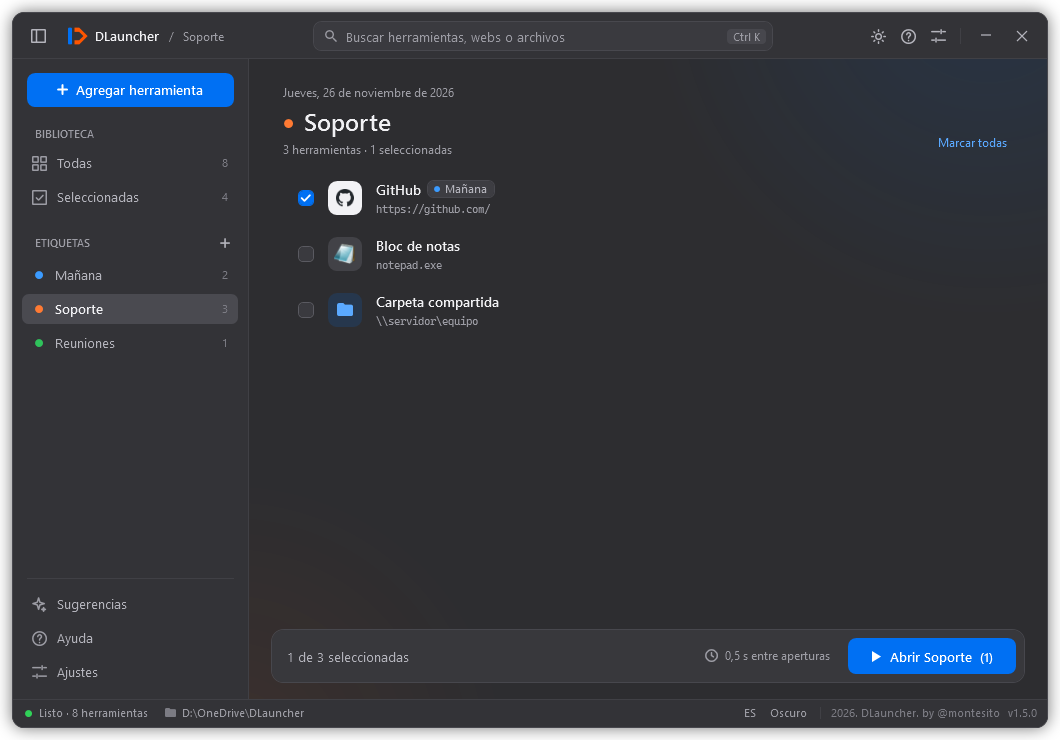 DLauncher / Soporte
Buscar herramientas, webs o archivos
Ctrl K
Agregar herramienta
BIBLIOTECA
Todas 8
Seleccionadas 4
ETIQUETAS
Mañana 2
Soporte 3
Reuniones 1
Sugerencias
Ayuda
Ajustes
Jueves, 26 de noviembre de 2026
Soporte
3 herramientas · 1 seleccionadas
Marcar todas
GitHub Mañana
https://github.com/
Bloc de notas
notepad.exe
Carpeta compartida
\\servidor\equipo
1 de 3 seleccionadas
0,5 s entre aperturas
Abrir Soporte (1)
Listo · 8 herramientas
D:\OneDrive\DLauncher
ES
Oscuro
2026. DLauncher. by @montesito v1.5.0